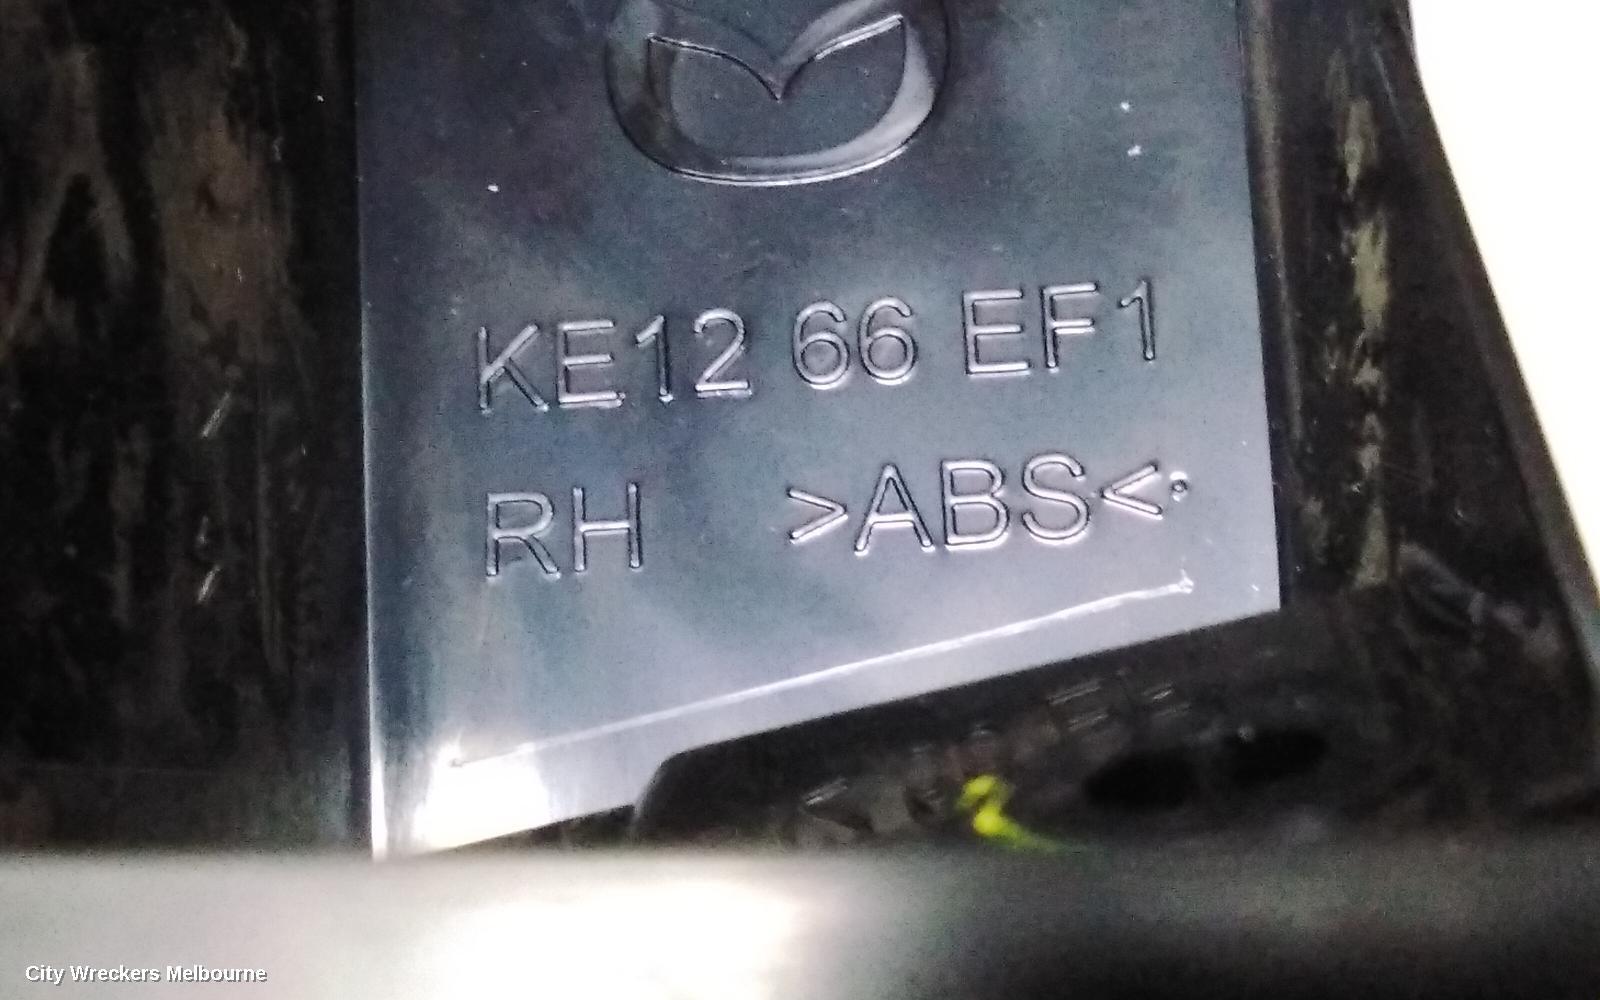 KE12 66 EF1
RH >ABS<
City Wreckers Melbourne